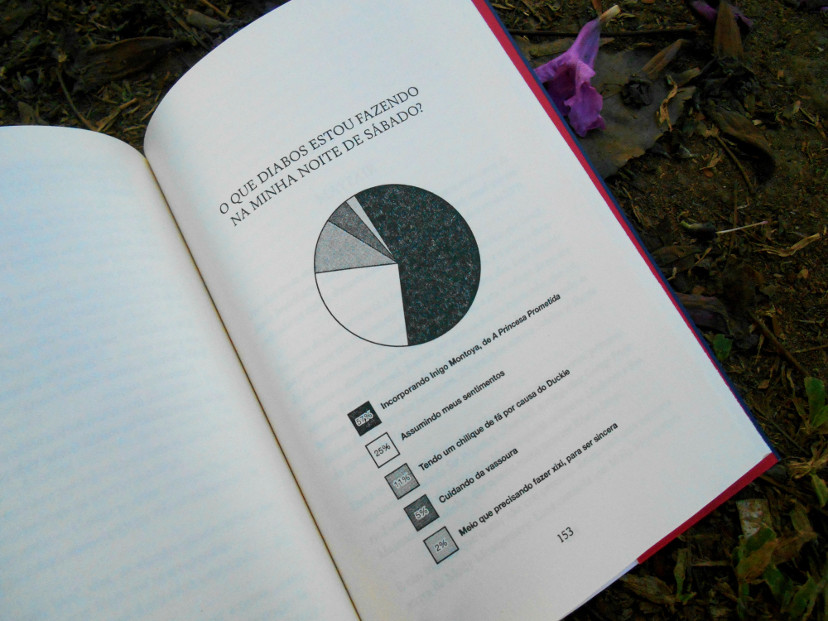 O QUE DIABOS ESTOU FAZENDO
NA MINHA NOITE DE SÁBADO?
57% Incorporando Inigo Montoya, de A Princesa Prometida
25% Assumindo meus sentimentos
11% Tendo um chilique de fã por causa do Duckie
5% Cuidando da vassoura
2% Meio que precisando fazer xixi, para ser sincera
153